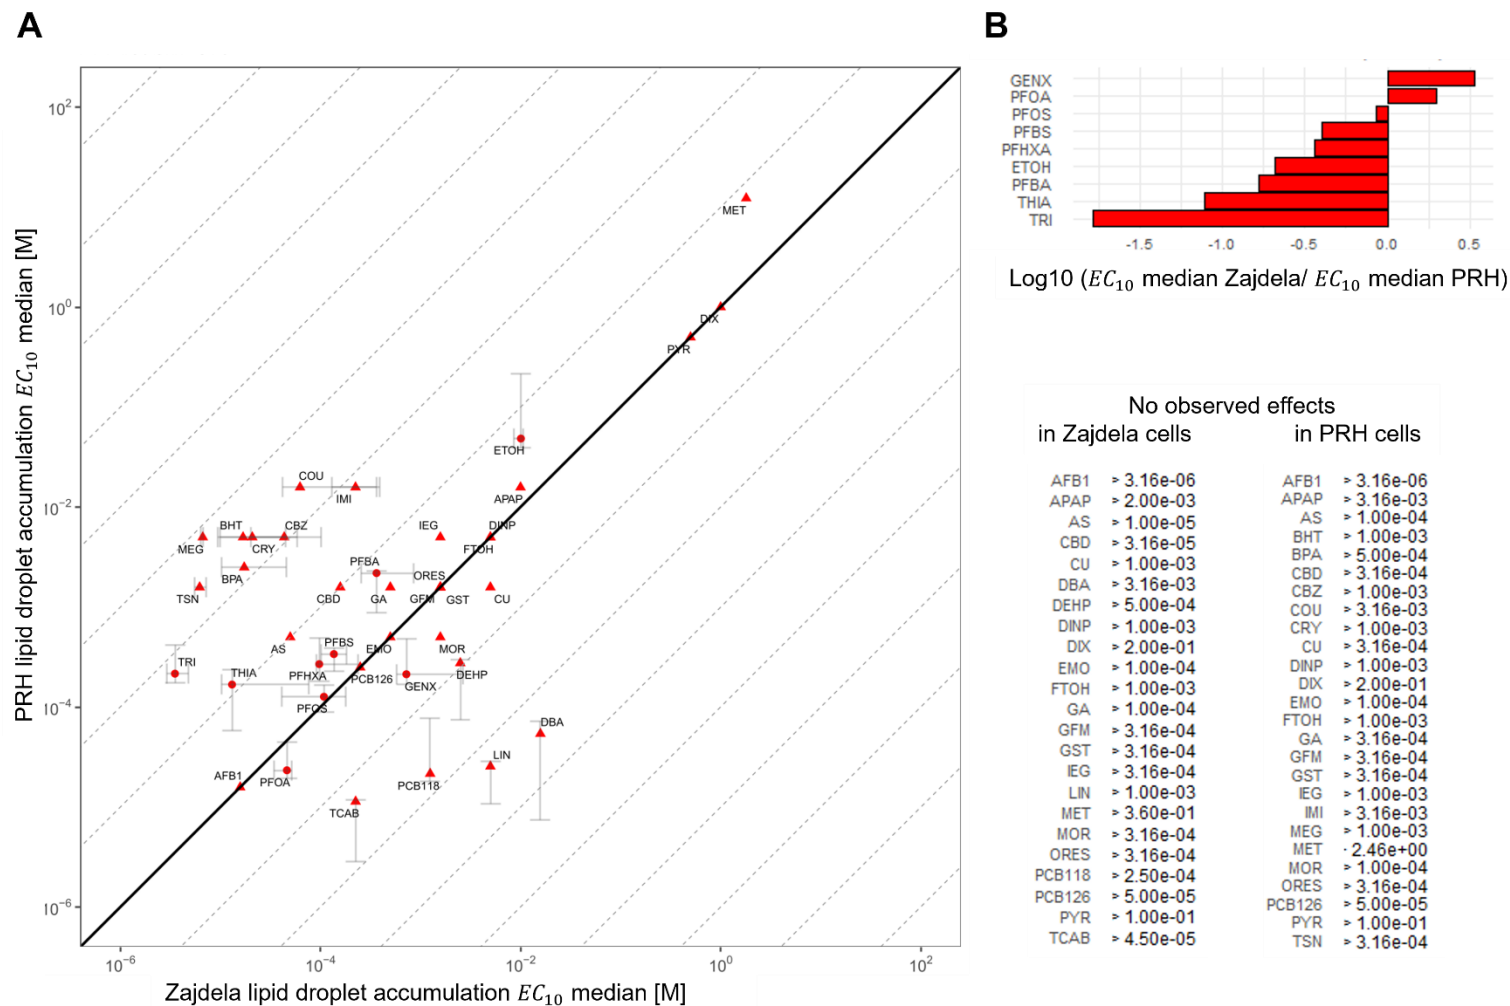 A
B
10²
10⁰
10⁻²
10⁻⁴
10⁻⁶
PRH lipid droplet accumulation EC₁₀ median [M]
MET
DIX
PYR
ETOH
COU
IMI
APAP
BHT
CBZ
IEG
DINP
MEG
CRY
FTOH
PFBA
BPA
ORES
TSN
CBD
GA
GFM
GST
CU
AS
PFBS
EMO
MOR
TRI
THIA
PFHXA
PCB126
GENX
DEHP
PFOS
DBA
AFB1
PFOA
LIN
PCB118
TCAB
10⁻⁶
10⁻⁴
10⁻²
10⁰
10²
Zajdela lipid droplet accumulation EC₁₀ median [M]
GENX
PFOA
PFOS
PFBS
PFHXA
ETOH
PFBA
THIA
TRI
-1.5
-1.0
-0.5
0.0
0.5
Log10 (EC₁₀ median Zajdela/ EC₁₀ median PRH)
No observed effects
in Zajdela cells
in PRH cells
AFB1 > 3.16e-06
APAP > 2.00e-03
AS > 1.00e-05
CBD > 3.16e-05
CU > 1.00e-03
DBA > 3.16e-03
DEHP > 5.00e-04
DINP > 1.00e-03
DIX > 2.00e-01
EMO > 1.00e-04
FTOH > 1.00e-03
GA > 1.00e-04
GFM > 3.16e-04
GST > 3.16e-04
IEG > 3.16e-04
LIN > 1.00e-03
MET > 3.60e-01
MOR > 3.16e-04
ORES > 3.16e-04
PCB118 > 2.50e-04
PCB126 > 5.00e-05
PYR > 1.00e-01
TCAB > 4.50e-05
AFB1 > 3.16e-06
APAP > 3.16e-03
AS > 1.00e-04
BHT > 1.00e-03
BPA > 5.00e-04
CBD > 3.16e-04
CBZ > 1.00e-03
COU > 3.16e-03
CRY > 1.00e-03
CU > 3.16e-04
DINP > 1.00e-03
DIX > 2.00e-01
EMO > 1.00e-04
FTOH > 1.00e-03
GA > 3.16e-04
GFM > 3.16e-04
GST > 3.16e-04
IEG > 1.00e-03
IMI > 3.16e-03
MEG > 1.00e-03
MET 2.46e+00
MOR > 1.00e-04
ORES > 3.16e-04
PCB126 > 5.00e-05
PYR > 1.00e-01
TSN > 3.16e-04